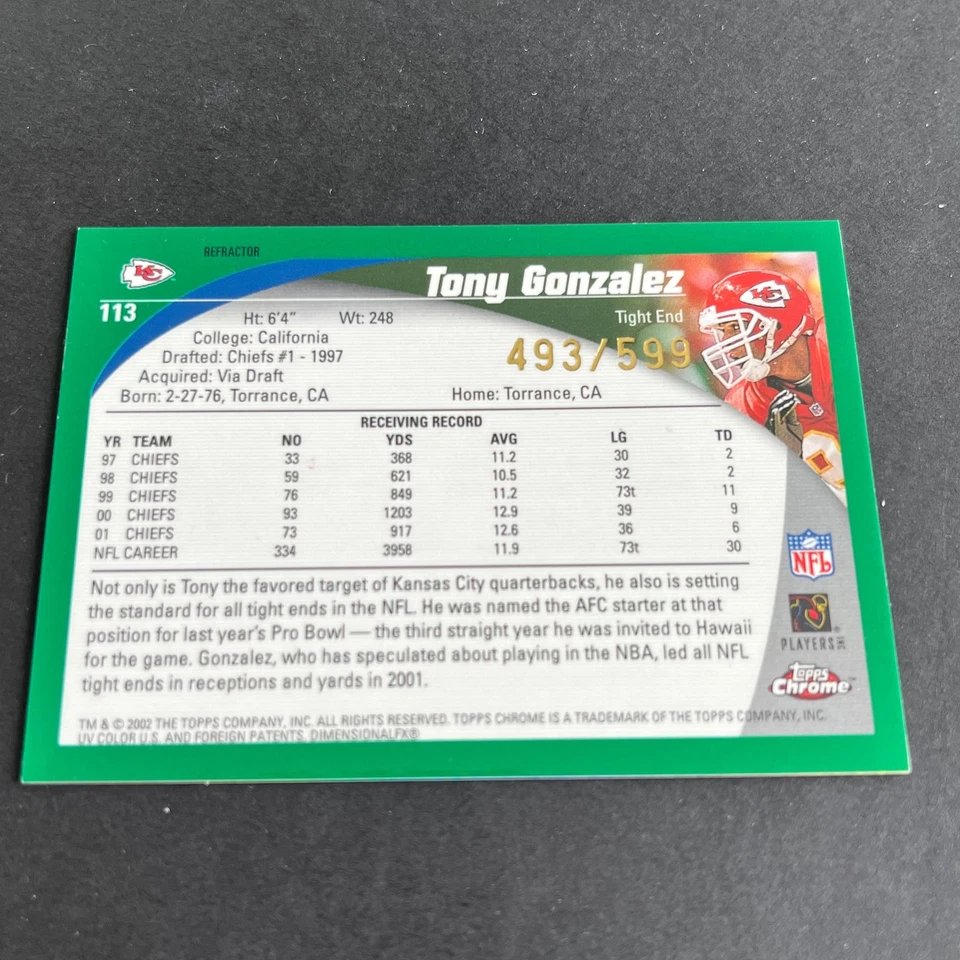 REFRACTOR
KC
113
Tony Gonzalez
Tight End
493/599
Ht: 6'4" Wt: 248
College: California
Drafted: Chiefs #1 - 1997
Acquired: Via Draft
Born: 2-27-76, Torrance, CA Home: Torrance, CA
RECEIVING RECORD
YR TEAM NO YDS AVG LG TD
97 CHIEFS 33 368 11.2 30 2
98 CHIEFS 59 621 10.5 32 2
99 CHIEFS 76 849 11.2 73t 11
00 CHIEFS 93 1203 12.9 39 9
01 CHIEFS 73 917 12.6 36 6
NFL CAREER 334 3958 11.9 73t 30
Not only is Tony the favored target of Kansas City quarterbacks, he also is setting
the standard for all tight ends in the NFL. He was named the AFC starter at that
position for last year's Pro Bowl — the third straight year he was invited to Hawaii
for the game. Gonzalez, who has speculated about playing in the NBA, led all NFL
tight ends in receptions and yards in 2001.
NFL
PLAYERS INC
Topps
Chrome™
TM & © 2002 THE TOPPS COMPANY, INC. ALL RIGHTS RESERVED. TOPPS CHROME IS A TRADEMARK OF THE TOPPS COMPANY, INC.
UV COLOR U.S. AND FOREIGN PATENTS. DIMENSIONALFX®